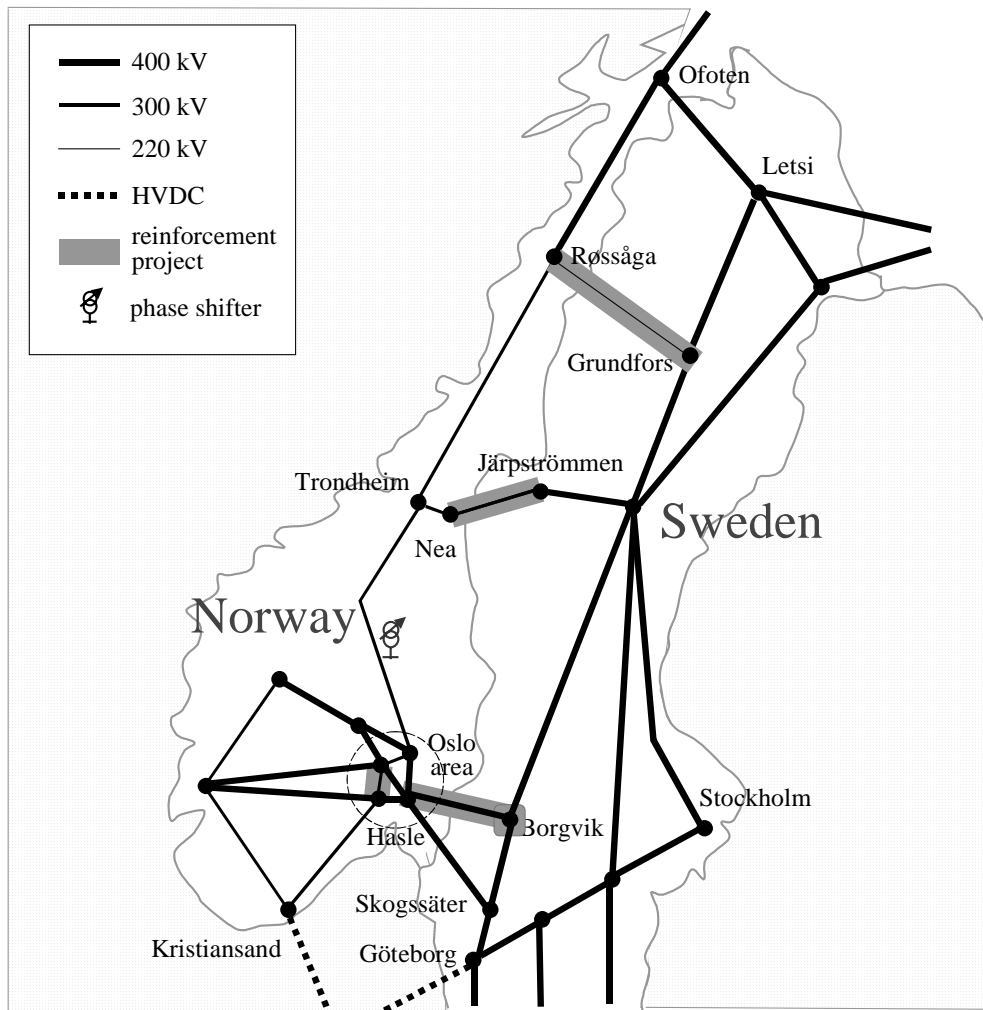 400 kV
300 kV
220 kV
HVDC
reinforcement
project
phase shifter
Ofoten
Letsi
Røssåga
Grundfors
Järpströmmen
Trondheim
Nea
Sweden
Norway
Oslo
area
Stockholm
Borgvik
Hasle
Skogssäter
Göteborg
Kristiansand